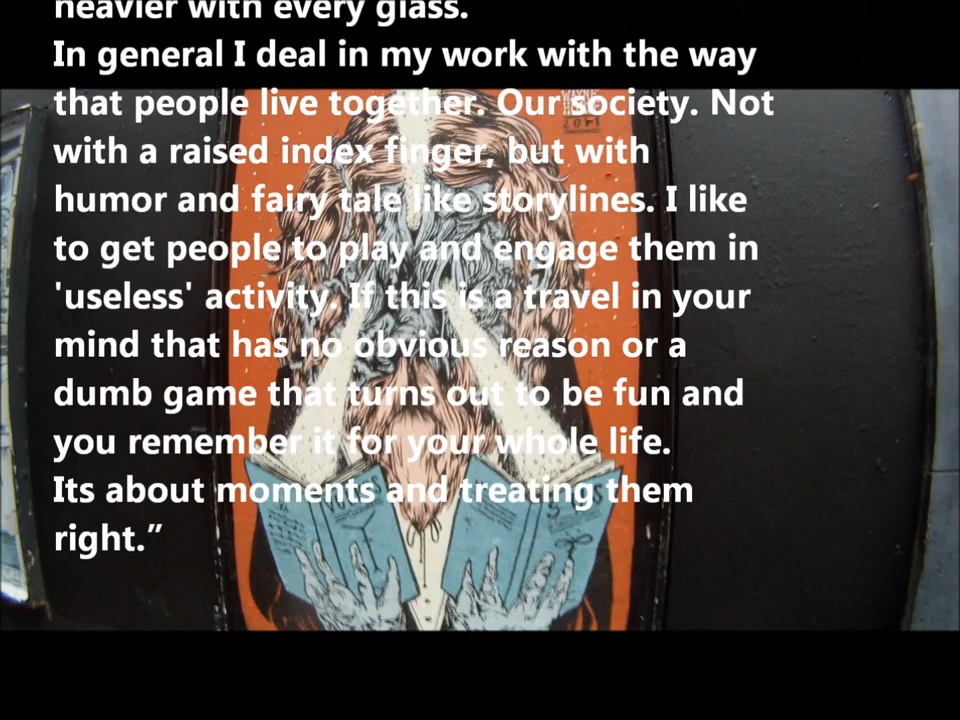 heavier with every glass.
In general I deal in my work with the way
that people live together. Our society. Not
with a raised index finger, but with
humor and fairy tale like storylines. I like
to get people to play and engage them in
'useless' activity. If this is a travel in your
mind that has no obvious reason or a
dumb game that turns out to be fun and
you remember it for your whole life.
Its about moments and treating them
right.”
WAYNE